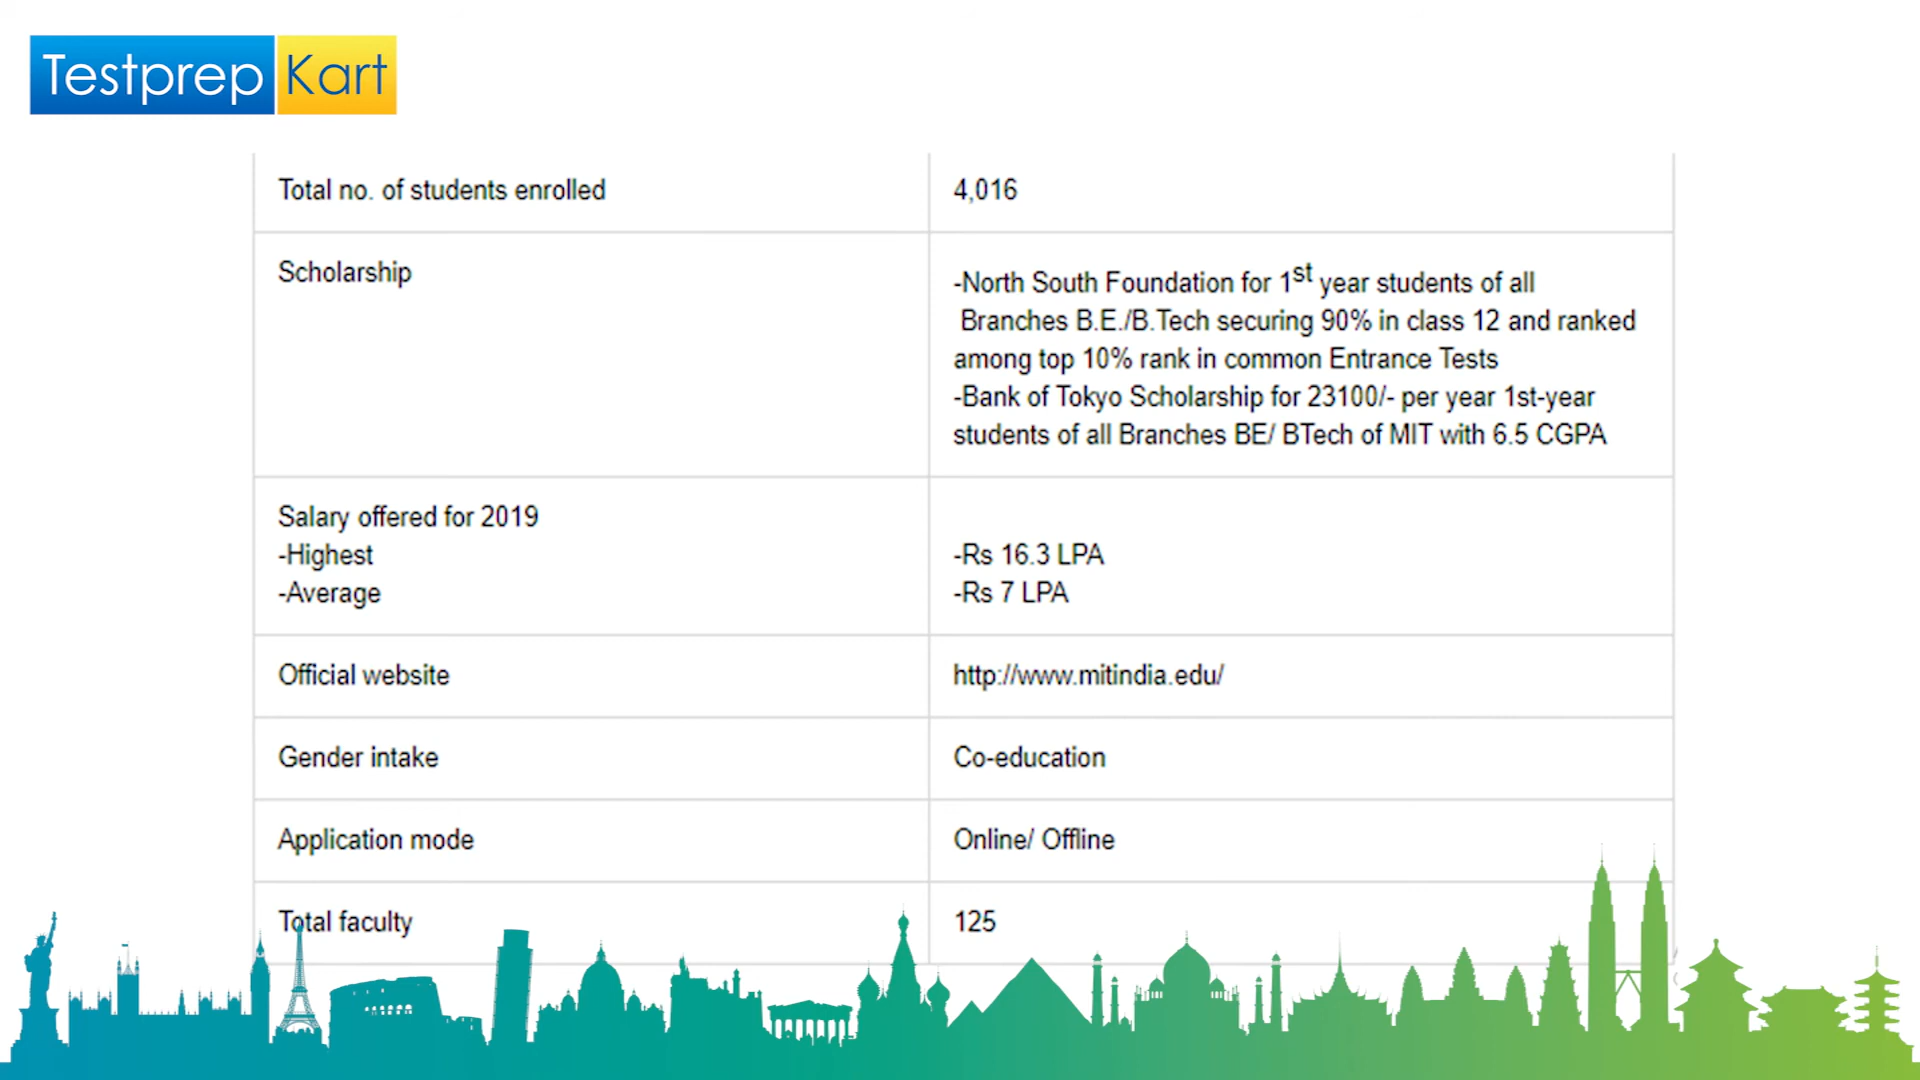 Testprep Kart
Total no. of students enrolled
4,016
Scholarship
-North South Foundation for 1st year students of all
Branches B.E./B.Tech securing 90% in class 12 and ranked
among top 10% rank in common Entrance Tests
-Bank of Tokyo Scholarship for 23100/- per year 1st-year
students of all Branches BE/ BTech of MIT with 6.5 CGPA
Salary offered for 2019
-Highest
-Average
-Rs 16.3 LPA
-Rs 7 LPA
Official website
http://www.mitindia.edu/
Gender intake
Co-education
Application mode
Online/ Offline
Total faculty
125